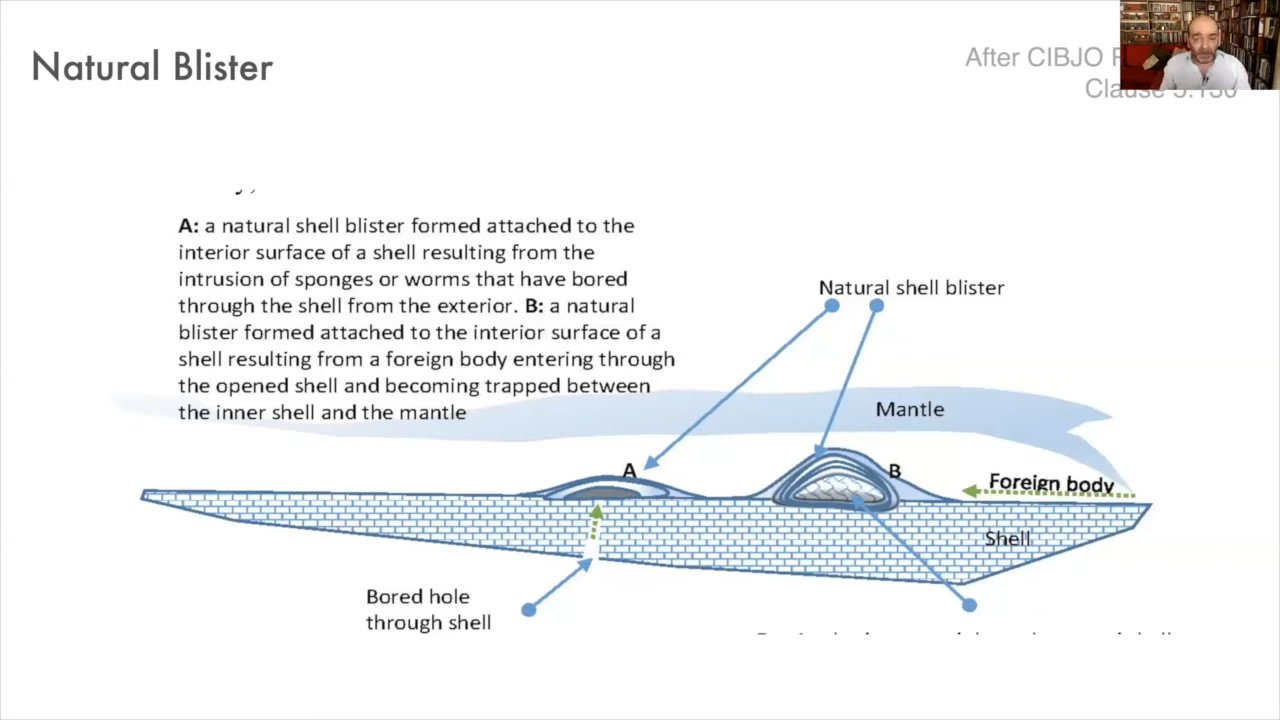 Natural Blister
After CIBJO
Clause
A: a natural shell blister formed attached to the
interior surface of a shell resulting from the
intrusion of sponges or worms that have bored
through the shell from the exterior. B: a natural
blister formed attached to the interior surface of a
shell resulting from a foreign body entering through
the opened shell and becoming trapped between
the inner shell and the mantle
Natural shell blister
Mantle
A
B
Foreign body
Shell
Bored hole
through shell